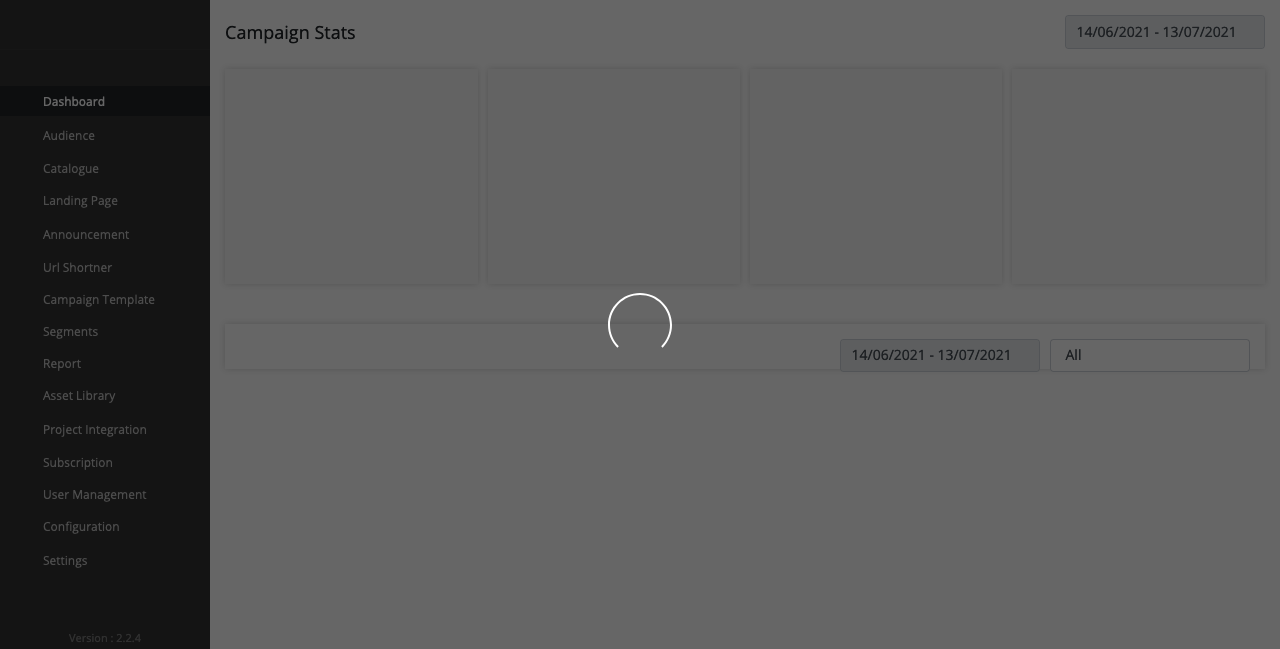 Campaign Stats
14/06/2021 - 13/07/2021
Dashboard
Audience
Catalogue
Landing Page
Announcement
Url Shortner
Campaign Template
Segments
Report
Asset Library
Project Integration
Subscription
User Management
Configuration
Settings
Version : 2.2.4
14/06/2021 - 13/07/2021
All